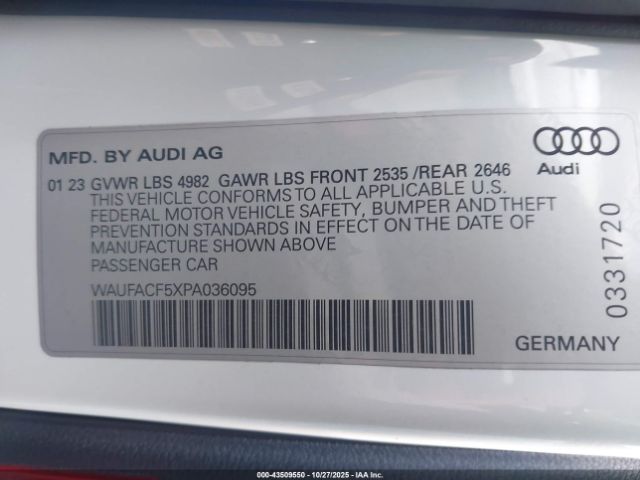 MFD. BY AUDI AG
Audi
01 23 GVWR LBS 4982 GAWR LBS FRONT 2535 /REAR 2646
THIS VEHICLE CONFORMS TO ALL APPLICABLE U.S.
FEDERAL MOTOR VEHICLE SAFETY, BUMPER AND THEFT
PREVENTION STANDARDS IN EFFECT ON THE DATE OF
MANUFACTURE SHOWN ABOVE
PASSENGER CAR
WAUFACF5XPA036095
0331720
GERMANY
000-43509550 | 10/27/2025 | IAA Inc.